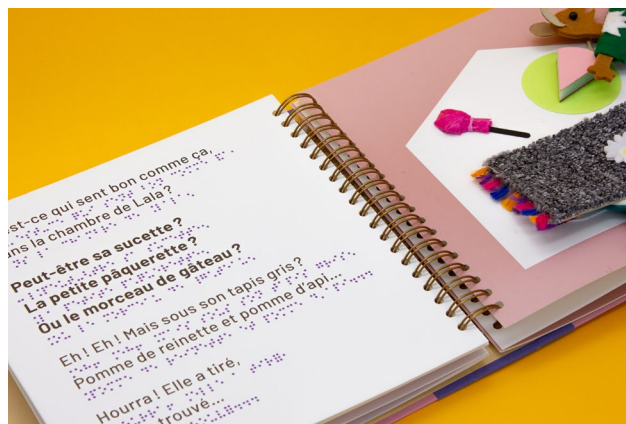 est-ce qui sent bon comme ça,
ans la chambre de Lala ?
Peut-être sa sucette ?
La petite pâquerette ?
Ou le morceau de gâteau ?
Eh ! Eh ! Mais sous son tapis gris ?
Pomme de reinette et pomme d'api...
Hourra ! Elle a tiré,
trouvé...